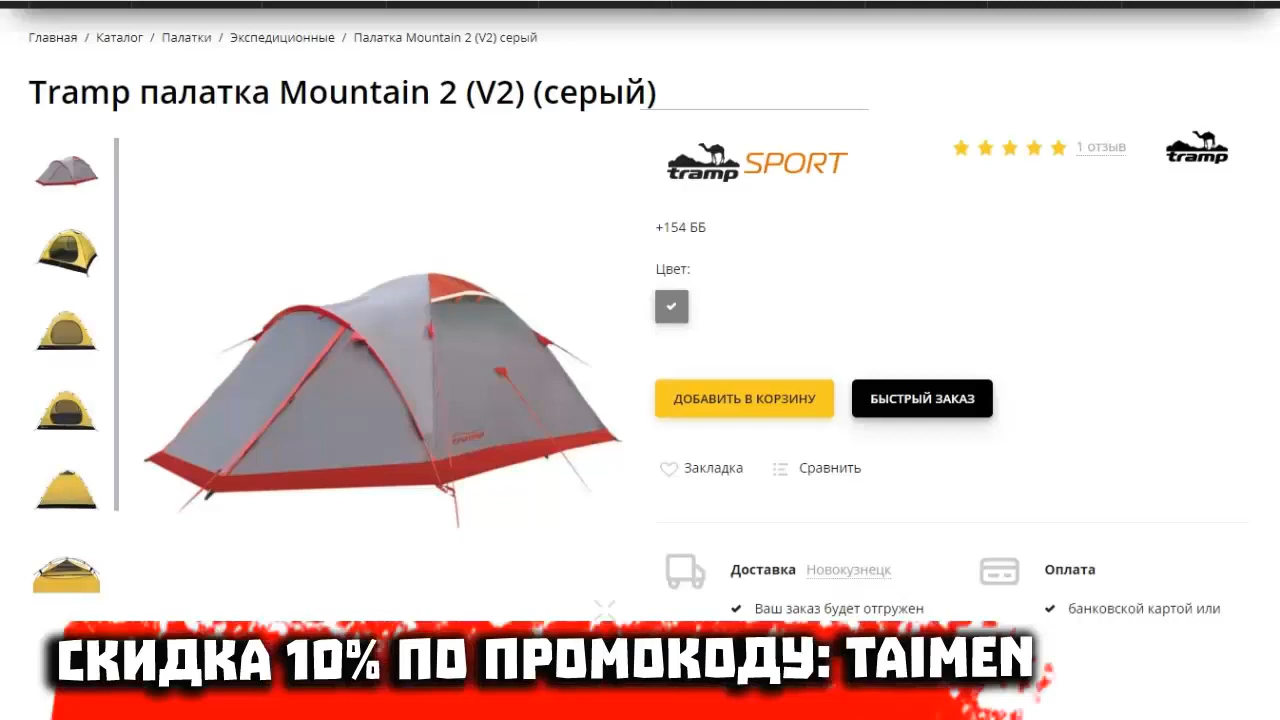 Главная / Каталог / Палатки / Экспедиционные / Палатка Mountain 2 (V2) серый
Tramp палатка Mountain 2 (V2) (серый)
tramp SPORT
1 отзыв
tramp
+154 ББ
Цвет:
tramp
ДОБАВИТЬ В КОРЗИНУ
БЫСТРЫЙ ЗАКАЗ
Закладка
Сравнить
Доставка Новокузнецк
Оплата
Ваш заказ будет отгружен
банковской картой или
СКИДКА 10% ПО ПРОМОКОДУ: TAIMEN